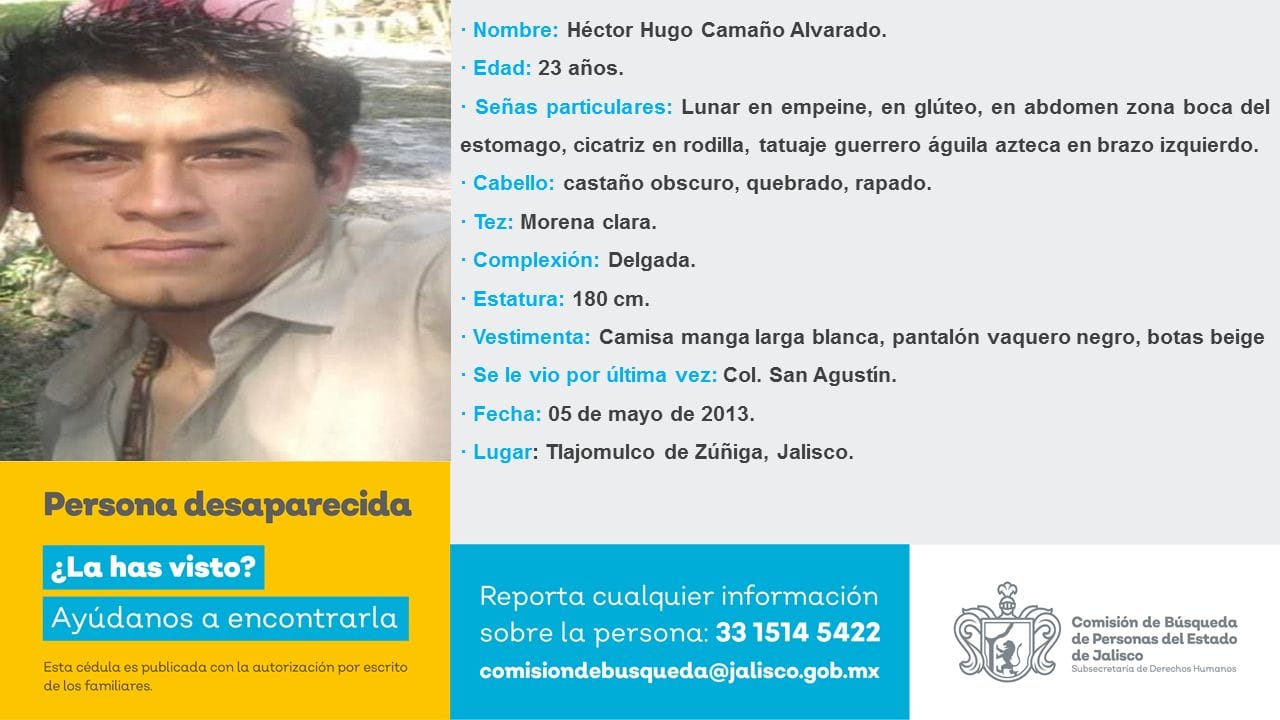 · Nombre: Héctor Hugo Camaño Alvarado.
· Edad: 23 años.
· Señas particulares: Lunar en empeine, en glúteo, en abdomen zona boca del
estomago, cicatriz en rodilla, tatuaje guerrero águila azteca en brazo izquierdo.
· Cabello: castaño obscuro, quebrado, rapado.
· Tez: Morena clara.
· Complexión: Delgada.
· Estatura: 180 cm.
· Vestimenta: Camisa manga larga blanca, pantalón vaquero negro, botas beige
· Se le vio por última vez: Col. San Agustín.
· Fecha: 05 de mayo de 2013.
· Lugar: Tlajomulco de Zúñiga, Jalisco.
Persona desaparecida
¿La has visto?
Ayúdanos a encontrarla
Esta cédula es publicada con la autorización por escrito
de los familiares.
Reporta cualquier información
sobre la persona: 33 1514 5422
comisiondebusqueda@jalisco.gob.mx
Comisión de Búsqueda
de Personas del Estado
de Jalisco
Subsecretaría de Derechos Humanos